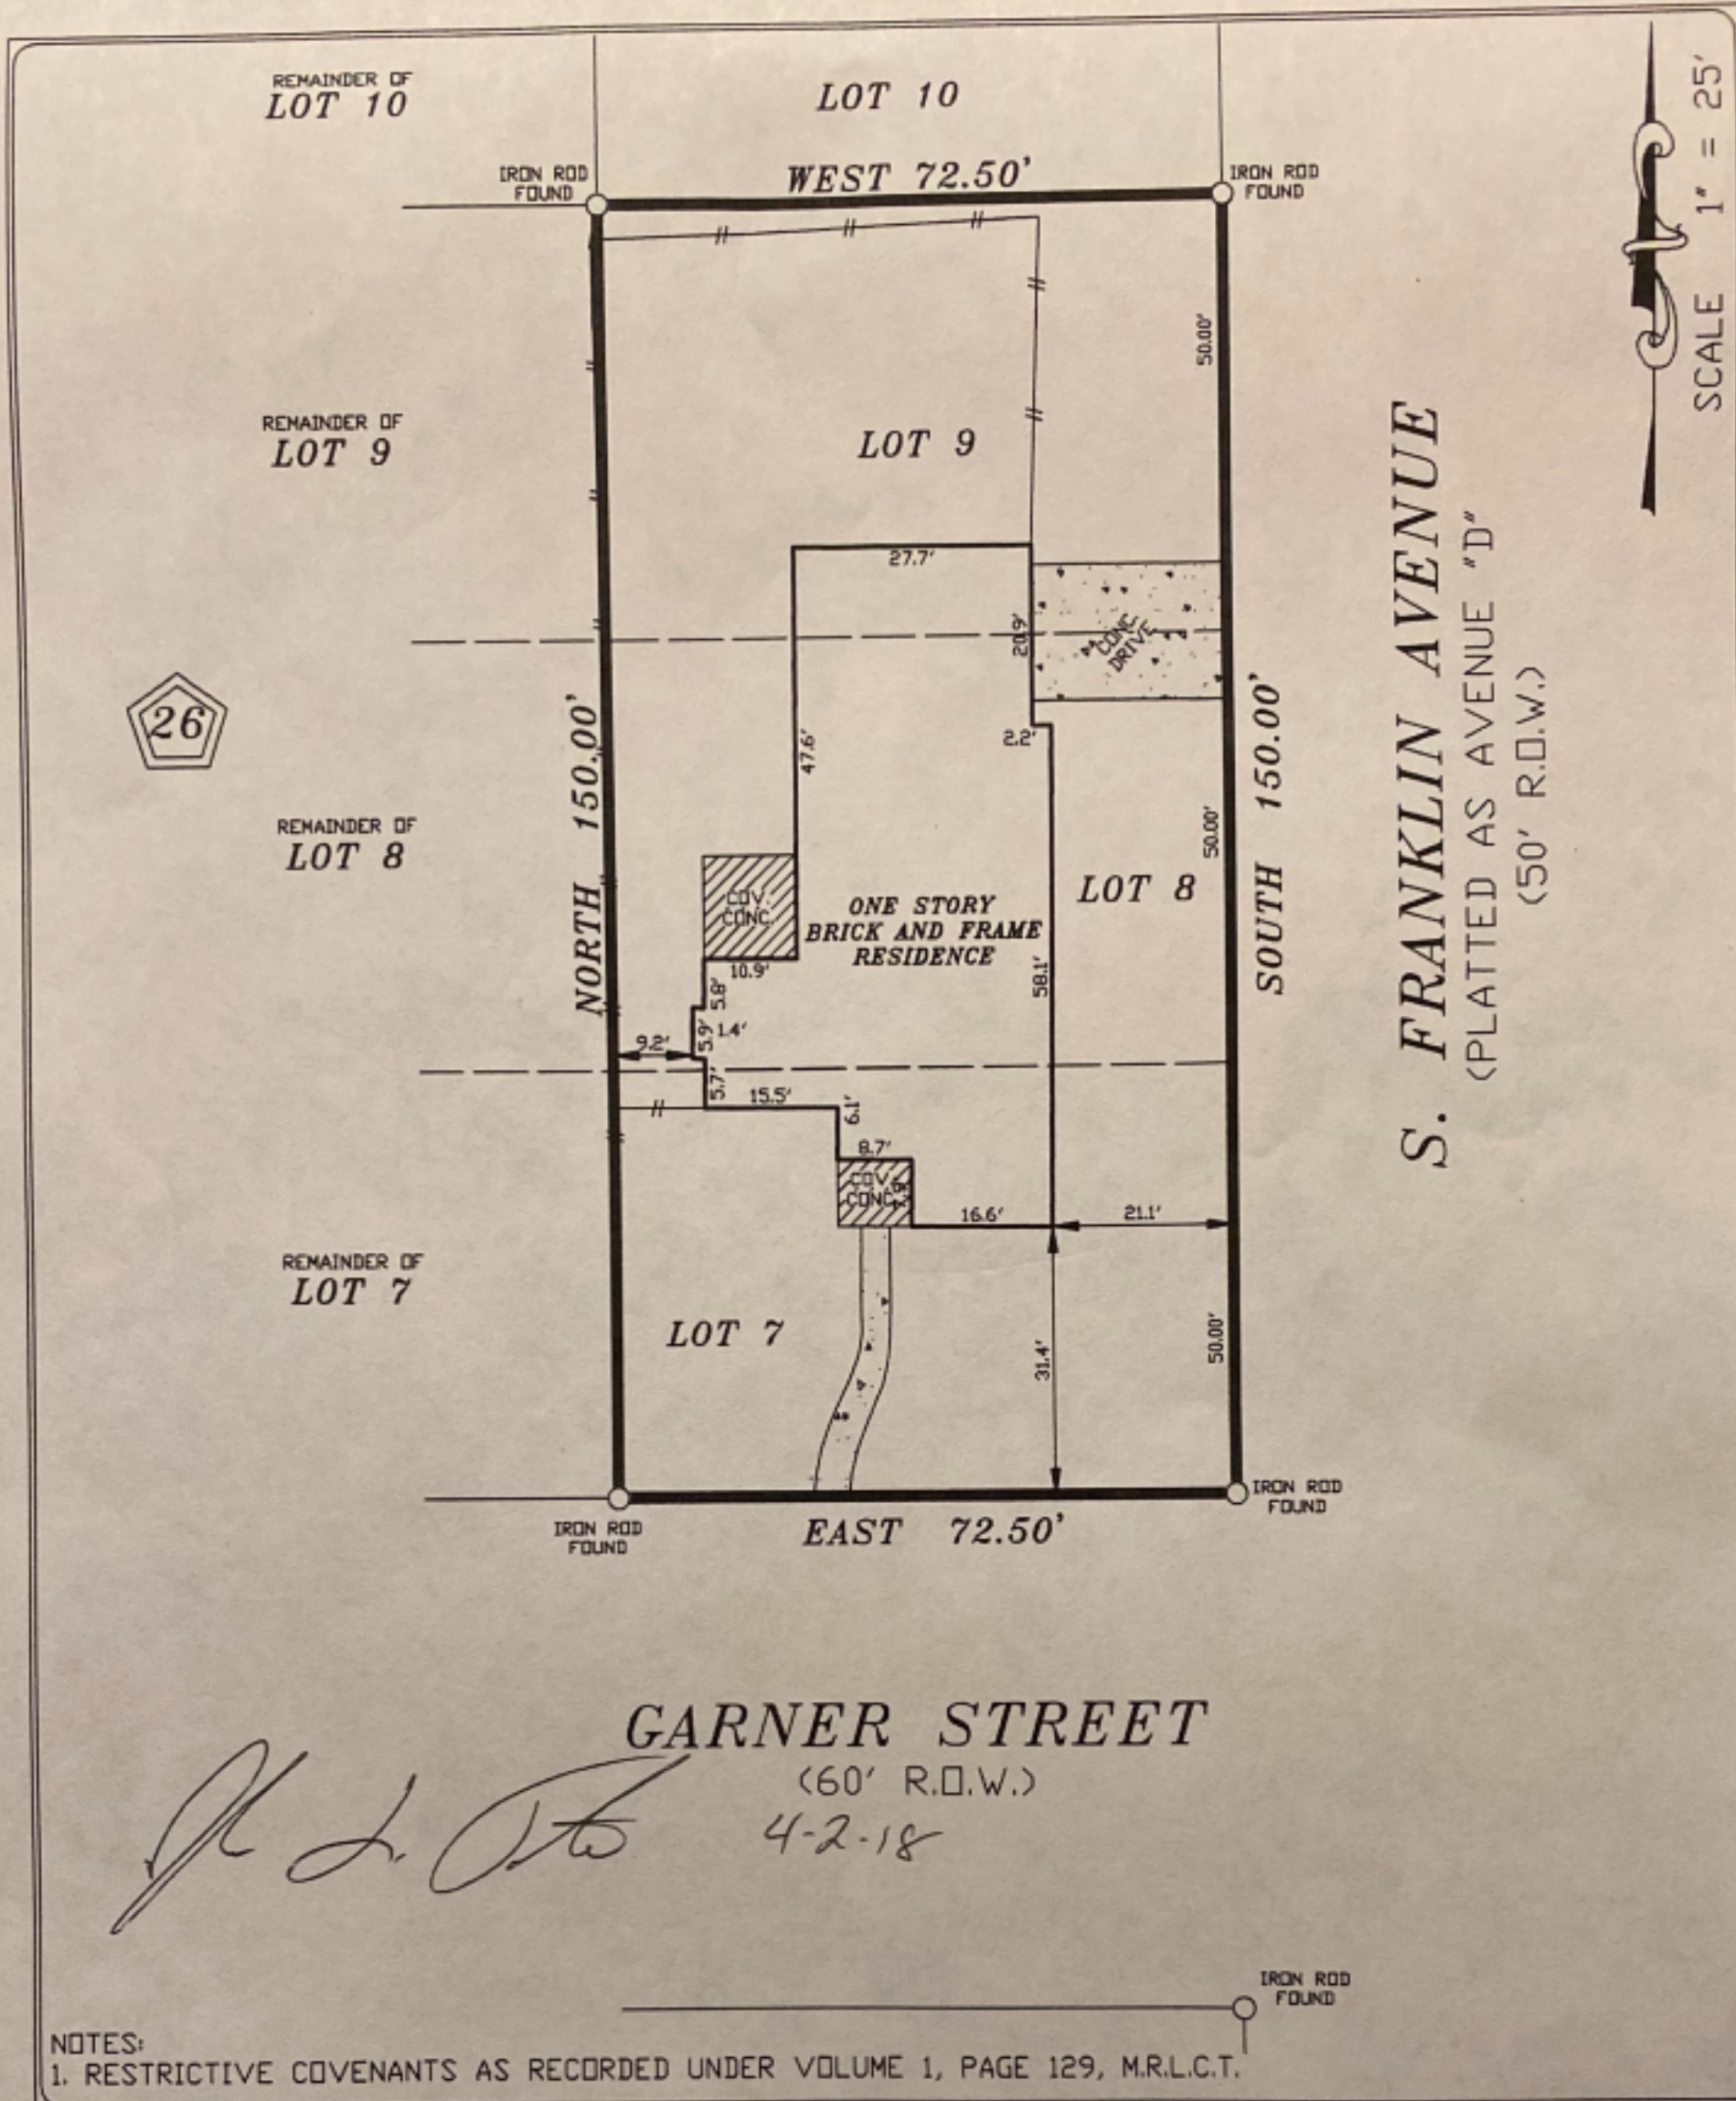 REMAINDER OF
LOT 10
LOT 10
SCALE 1" = 25'
IRON ROD
FOUND
WEST 72.50'
IRON ROD
FOUND
50.00'
REMAINDER OF
LOT 9
LOT 9
S. FRANKLIN AVENUE
(PLATTED AS AVENUE "D"
(50' R.O.W.)
27.7'
20.9'
CONC.
DRIVE
26
NORTH 150.00'
47.6'
2.2'
SOUTH 150.00'
50.00'
REMAINDER OF
LOT 8
COV.
CONC.
ONE STORY
BRICK AND FRAME
RESIDENCE
LOT 8
10.9'
5.8'
58.1'
9.2'
5.9'
1.4'
5.7'
15.5'
6.1'
8.7'
COV.
CONC.
16.6'
21.1'
REMAINDER OF
LOT 7
LOT 7
31.4'
50.00'
IRON ROD
FOUND
EAST 72.50'
IRON ROD
FOUND
GARNER STREET
(60' R.O.W.)
4-2-18
IRON ROD
FOUND
NOTES:
1. RESTRICTIVE COVENANTS AS RECORDED UNDER VOLUME 1, PAGE 129, M.R.L.C.T.